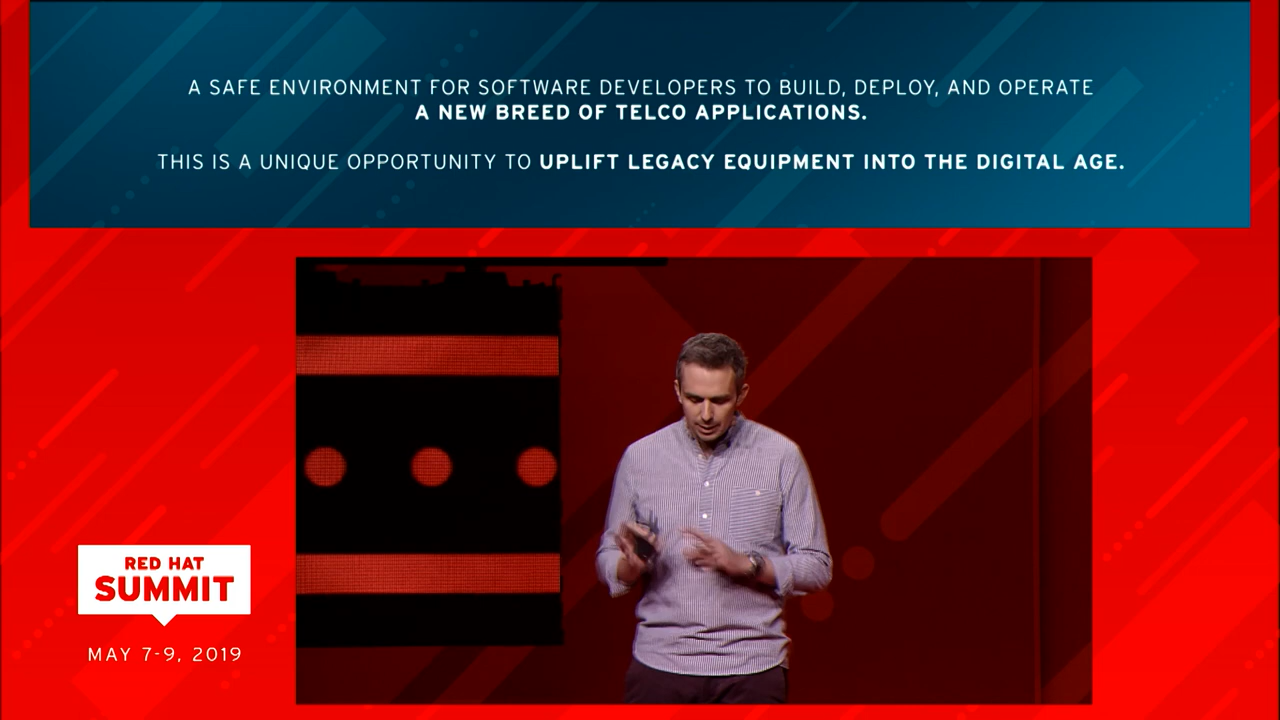 A SAFE ENVIRONMENT FOR SOFTWARE DEVELOPERS TO BUILD, DEPLOY, AND OPERATE
A NEW BREED OF TELCO APPLICATIONS.
THIS IS A UNIQUE OPPORTUNITY TO UPLIFT LEGACY EQUIPMENT INTO THE DIGITAL AGE.
RED HAT
SUMMIT
MAY 7-9, 2019